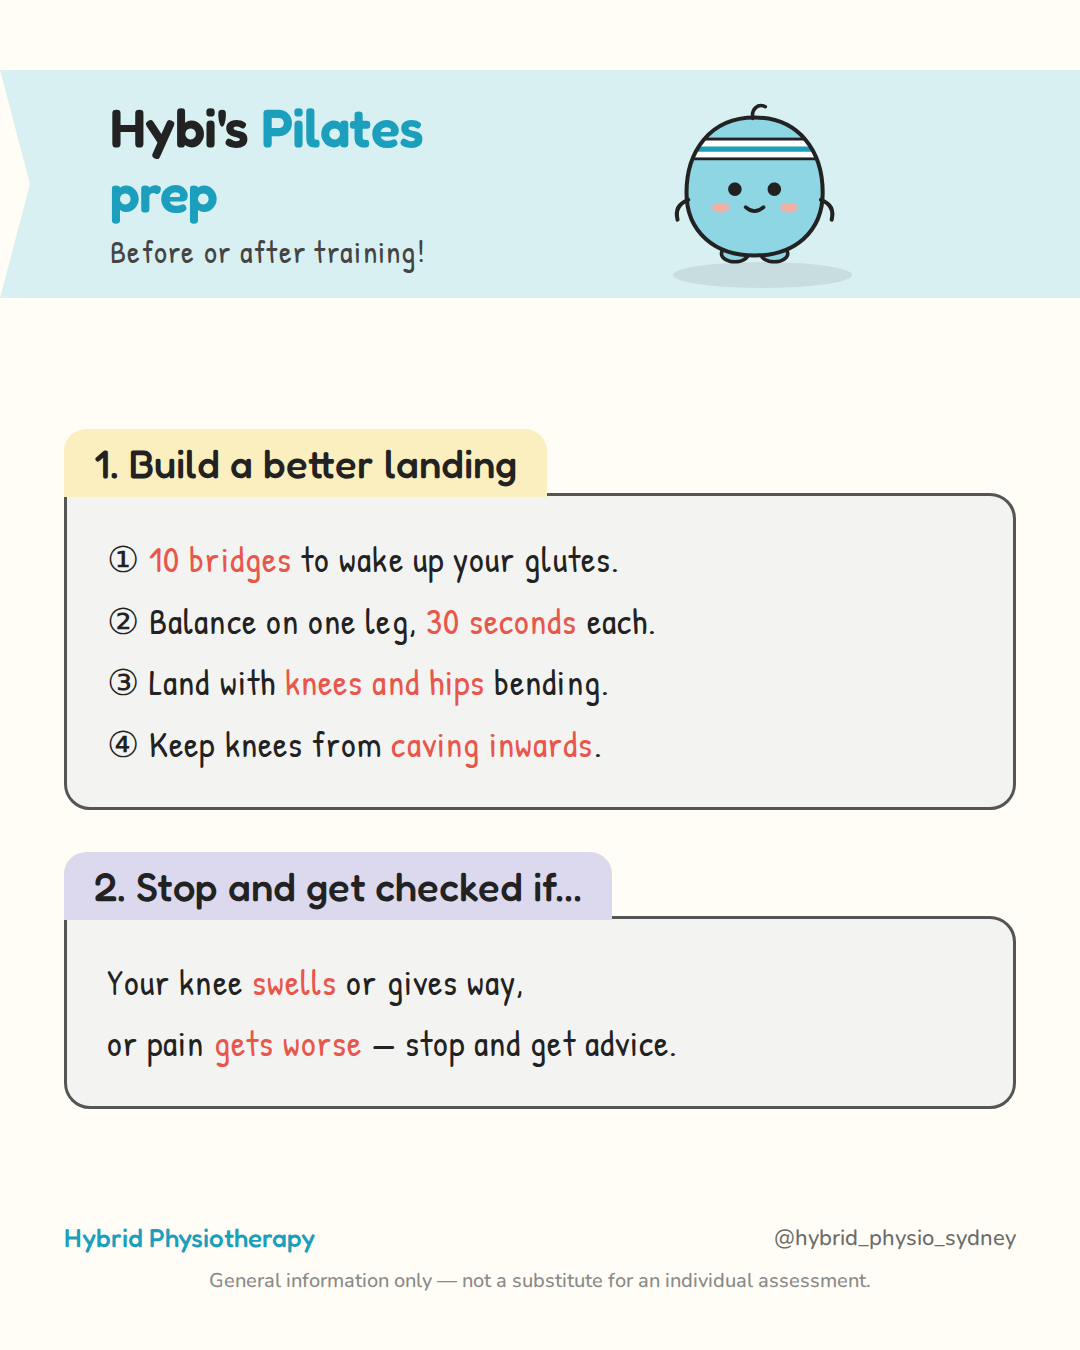 Hybi's Pilates
prep
Before or after training!
1. Build a better landing
① 10 bridges to wake up your glutes.
② Balance on one leg, 30 seconds each.
③ Land with knees and hips bending.
④ Keep knees from caving inwards.
2. Stop and get checked if...
Your knee swells or gives way,
or pain gets worse — stop and get advice.
Hybrid Physiotherapy
@hybrid_physio_sydney
General information only — not a substitute for an individual assessment.